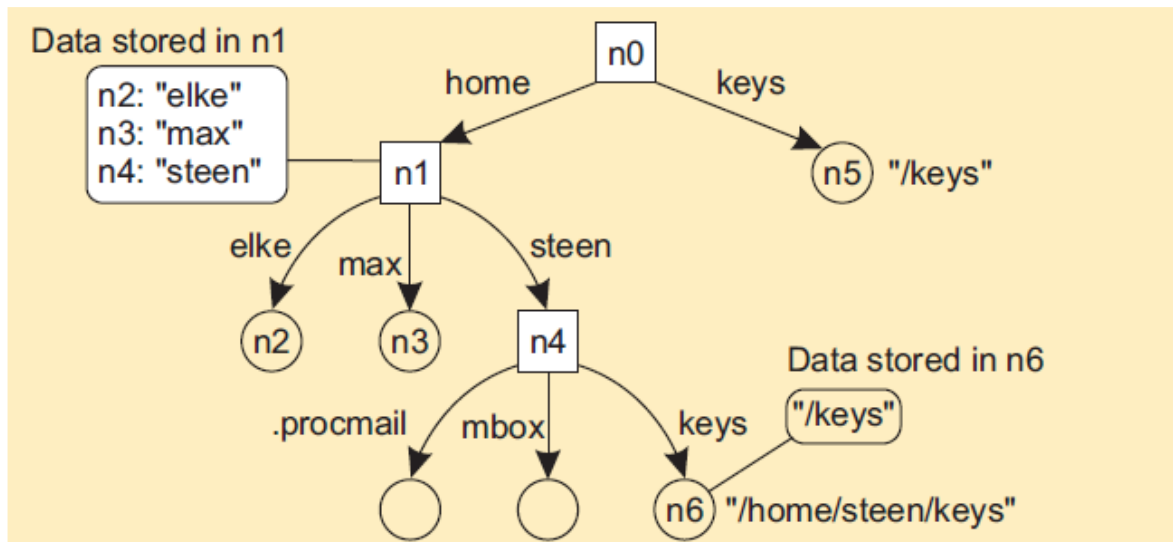 Data stored in n1
n0
home
keys
n2: "elke"
n3: "max"
n4: "steen"
n1
n5 "/keys"
elke
max
steen
n2
n3
n4
Data stored in n6
"/keys"
.procmail
mbox
keys
n6 "/home/steen/keys"